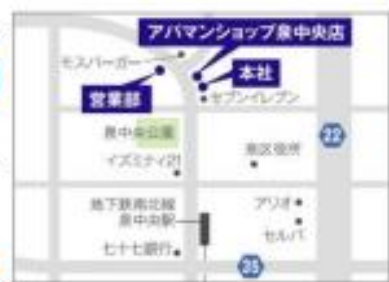 アパマンショップ泉中央店
モスバーガー
本社
営業部
セブンイレブン
泉中央公園
22
イズミティ21
泉区役所
地下鉄南北線
泉中央駅
アリオ
セルバ
七十七銀行
35